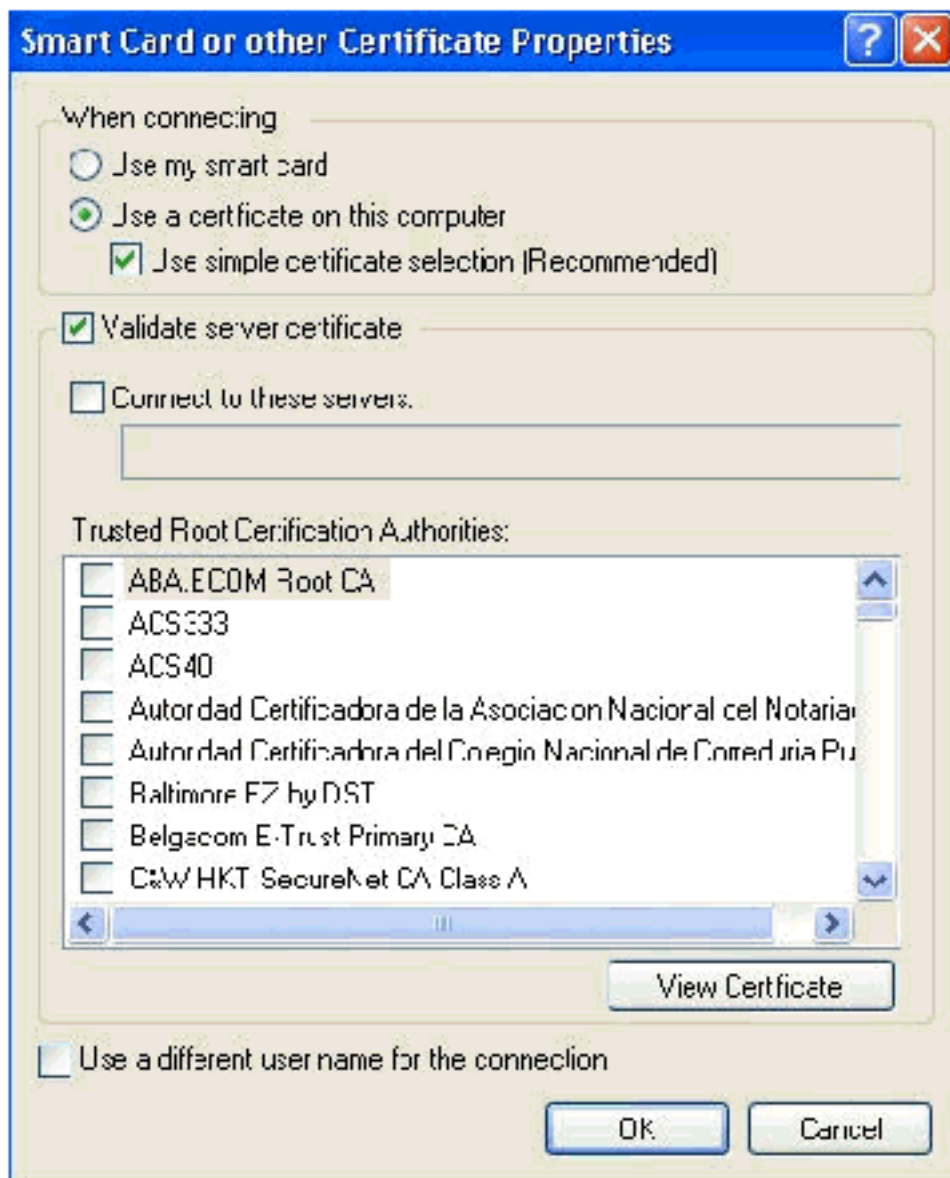 Smart Card or other Certificate Properties
When connecting
Use my smart card
Use a certificate on this computer
Use simple certificate selection (Recommended)
Validate server certificate
Connect to these servers:
Trusted Root Certification Authorities:
ABA.ECOM Root CA
ACS333
ACS40
Autoridad Certificadora de la Asociacion Nacional del Notaria
Autoridad Certificadora del Colegio Nacional de Correduria Pu
Baltimore EZ by DST
Belgacom E-Trust Primary CA
C&W HKT SecureNet CA Class A
View Certificate
Use a different user name for the connection
OK
Cancel